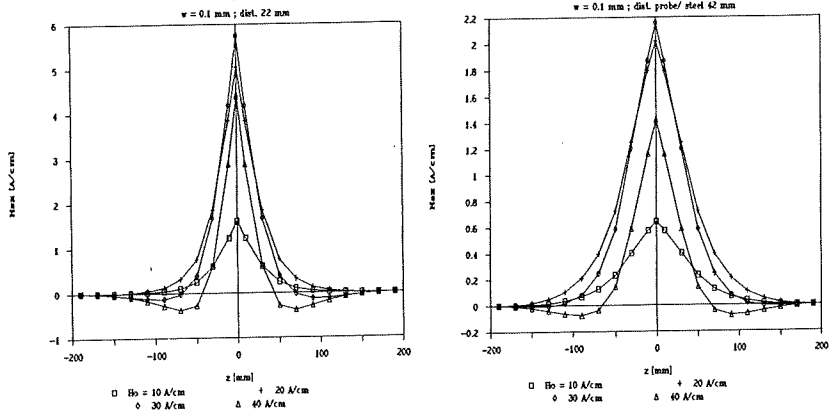 w = 0.1 mm ; dist. 22 mm
6
5
4
3
2
1
0
-1
Hex [A/cm]
-200
-100
0
100
200
z [mm]
□ Ho = 10 A/cm
+ 20 A/cm
◇ 30 A/cm
△ 40 A/cm
w = 0.1 mm ; dist. probe/ steel 42 mm
2.2
2
1.8
1.6
1.4
1.2
1
0.8
0.6
0.4
0.2
0
-0.2
Hex [A/cm]
-200
-100
0
100
200
z [mm]
□ Ho = 10 A/cm
+ 20 A/cm
◇ 30 A/cm
△ 40 A/cm